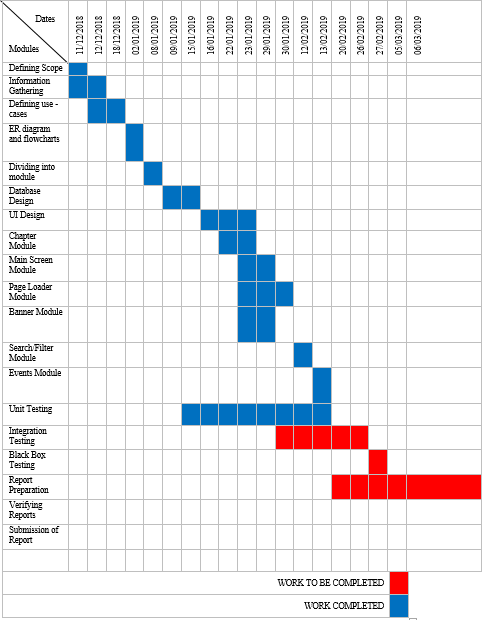 Dates
Modules
11/12/2018
12/12/2018
18/12/2018
02/01/2019
08/01/2019
09/01/2019
15/01/2019
16/01/2019
22/01/2019
23/01/2019
29/01/2019
30/01/2019
12/02/2019
13/02/2019
20/02/2019
26/02/2019
27/02/2019
05/03/2019
06/03/2019
Defining Scope
Information
Gathering
Defining use -
cases
ER diagram
and flowcharts
Dividing into
module
Database
Design
UI Design
Chapter
Module
Main Screen
Module
Page Loader
Module
Banner Module
Search/Filter
Module
Events Module
Unit Testing
Integration
Testing
Black Box
Testing
Report
Preparation
Verifying
Reports
Submission of
Report
WORK TO BE COMPLETED
WORK COMPLETED